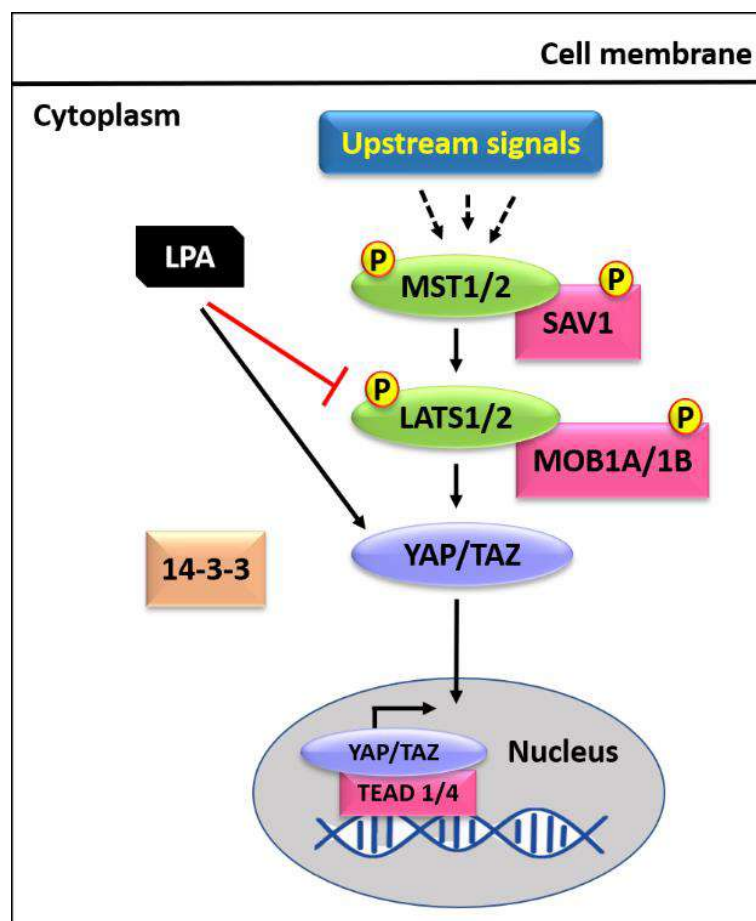 Cell membrane
Cytoplasm
Upstream signals
LPA
P
MST1/2
P
SAV1
P
LATS1/2
P
MOB1A/1B
14-3-3
YAP/TAZ
YAP/TAZ
Nucleus
TEAD 1/4